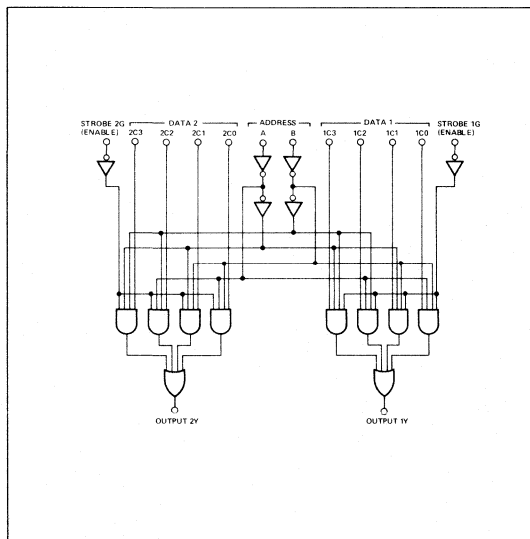 STROBE 2G
(ENABLE)
DATA 2
2C3 2C2 2C1 2C0
ADDRESS
A B
DATA 1
1C3 1C2 1C1 1C0
STROBE 1G
(ENABLE)
OUTPUT 2Y
OUTPUT 1Y